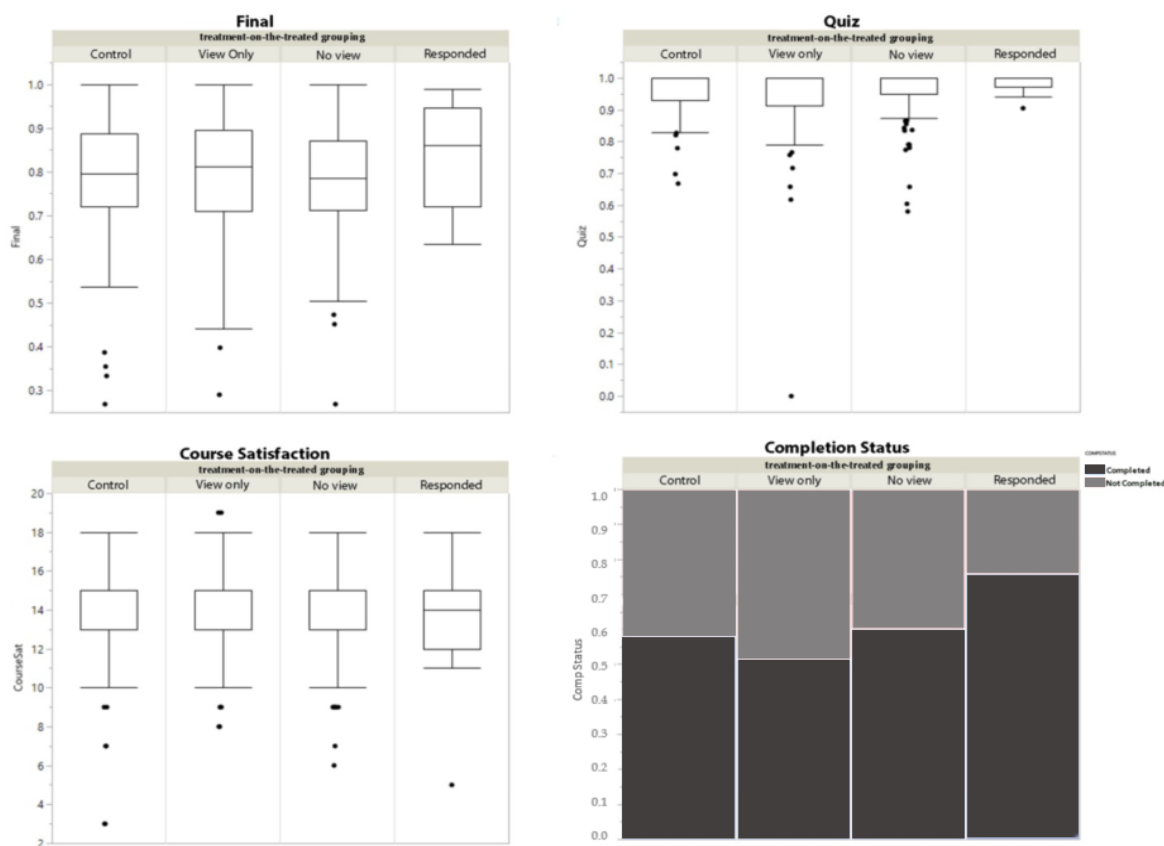 Final
treatment-on-the-treated grouping
Control View Only No view Responded
1.0
0.9
0.8
0.7
0.6
0.5
0.4
0.3
Final
Quiz
treatment-on-the-treated grouping
Control View only No view Responded
1.0
0.9
0.8
0.7
0.6
0.5
0.4
0.3
0.2
0.1
0.0
Quiz
Course Satisfaction
treatment-on-the-treated grouping
Control View only No view Responded
20
18
16
14
12
10
8
6
4
2
CourseSat
Completion Status
treatment-on-the-treated grouping
Control View only No view Responded
1.0
0.9
0.8
0.7
0.6
0.5
0.4
0.3
0.2
0.1
0.0
Comp Status
COMPSTATUS
Completed
Not Completed